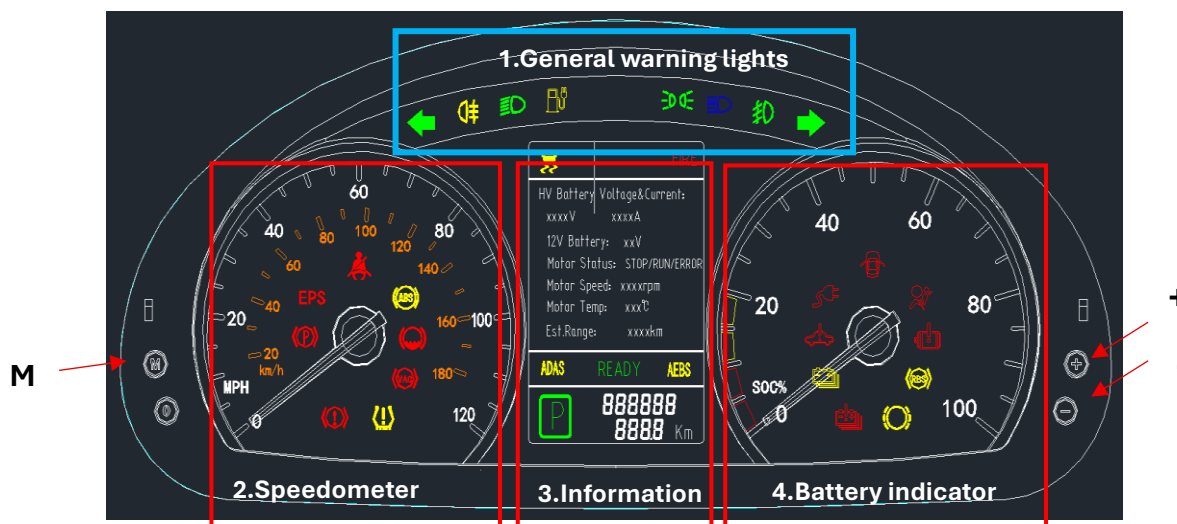 1.General warning lights
FIRE
HV Battery Voltage&Current:
xxxxV xxxxA
12V Battery: xxV
Motor Status: STOP/RUN/ERROR
Motor Speed: xxxxrpm
Motor Temp: xxx℃
Est.Range: xxxxkm
ADAS READY AEBS
P
888888
888.8 Km
0
20
40
60
80
100
120
MPH
20
40
60
80
100
120
140
160
180
km/h
EPS
ABS
(P)
0
20
40
60
80
100
SOC%
RBS
M
M
+
-
2.Speedometer
3.Information
4.Battery indicator